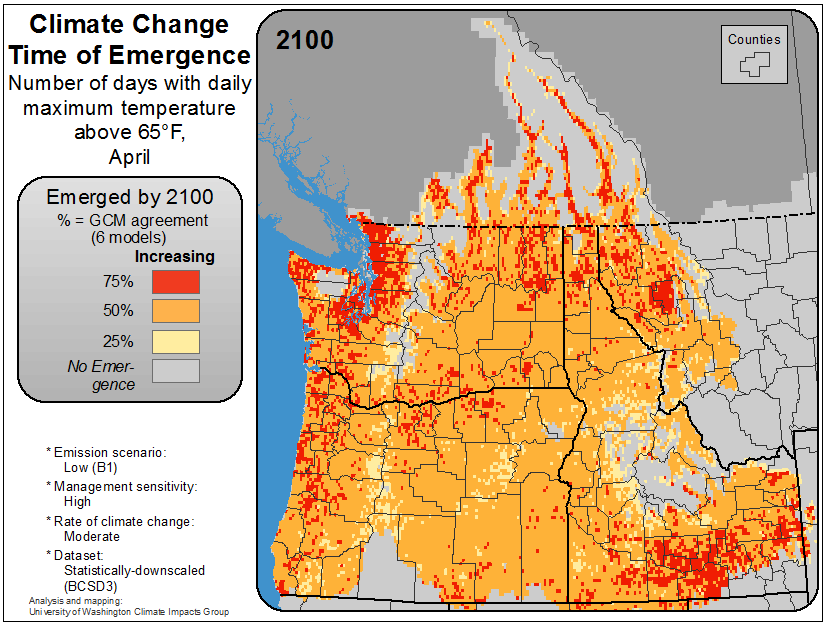 Climate Change
Time of Emergence
Number of days with daily
maximum temperature
above 65°F,
April
Emerged by 2100
% = GCM agreement
(6 models)
Increasing
75%
50%
25%
No Emer-
gence
* Emission scenario:
Low (B1)
* Management sensitivity:
High
* Rate of climate change:
Moderate
* Dataset:
Statistically-downscaled
(BCSD3)
Analysis and mapping:
University of Washington Climate Impacts Group
2100
Counties